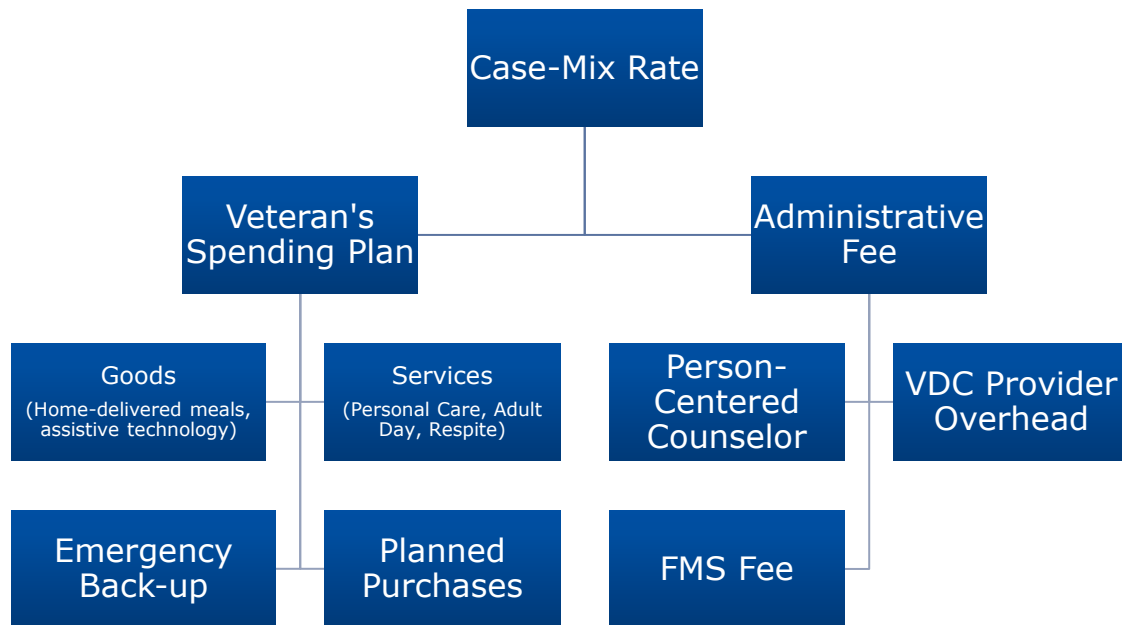 Case-Mix Rate
Veteran's
Spending Plan
Administrative
Fee
Goods
(Home-delivered meals,
assistive technology)
Services
(Personal Care, Adult
Day, Respite)
Person-
Centered
Counselor
VDC Provider
Overhead
Emergency
Back-up
Planned
Purchases
FMS Fee